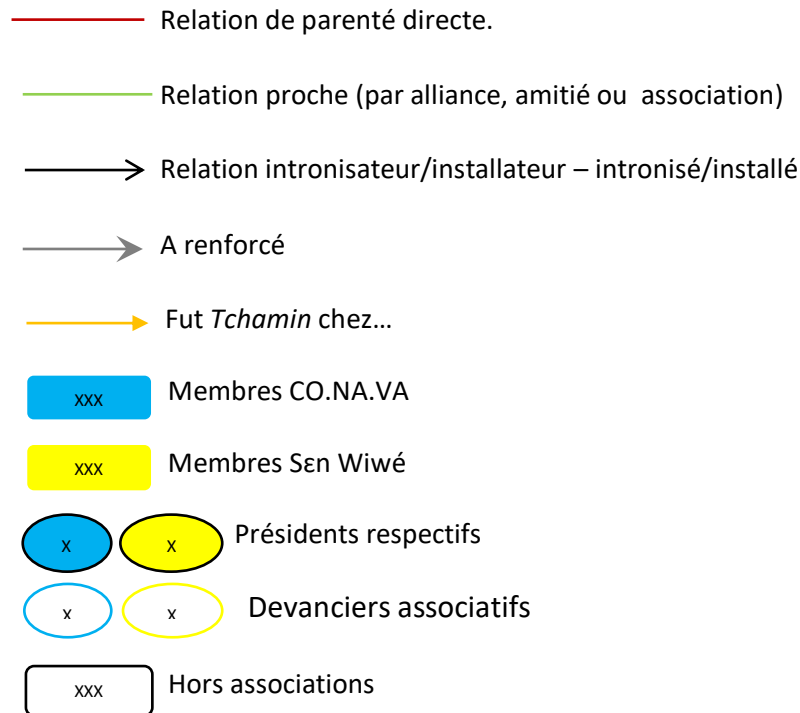 Relation de parenté directe.
Relation proche (par alliance, amitié ou association)
Relation intronisateur/installateur – intronisé/installé
A renforcé
Fut Tchamin chez…
xxx Membres CO.NA.VA
xxx Membres Sɛn Wiwé
x x Présidents respectifs
x x Devanciers associatifs
xxx Hors associations